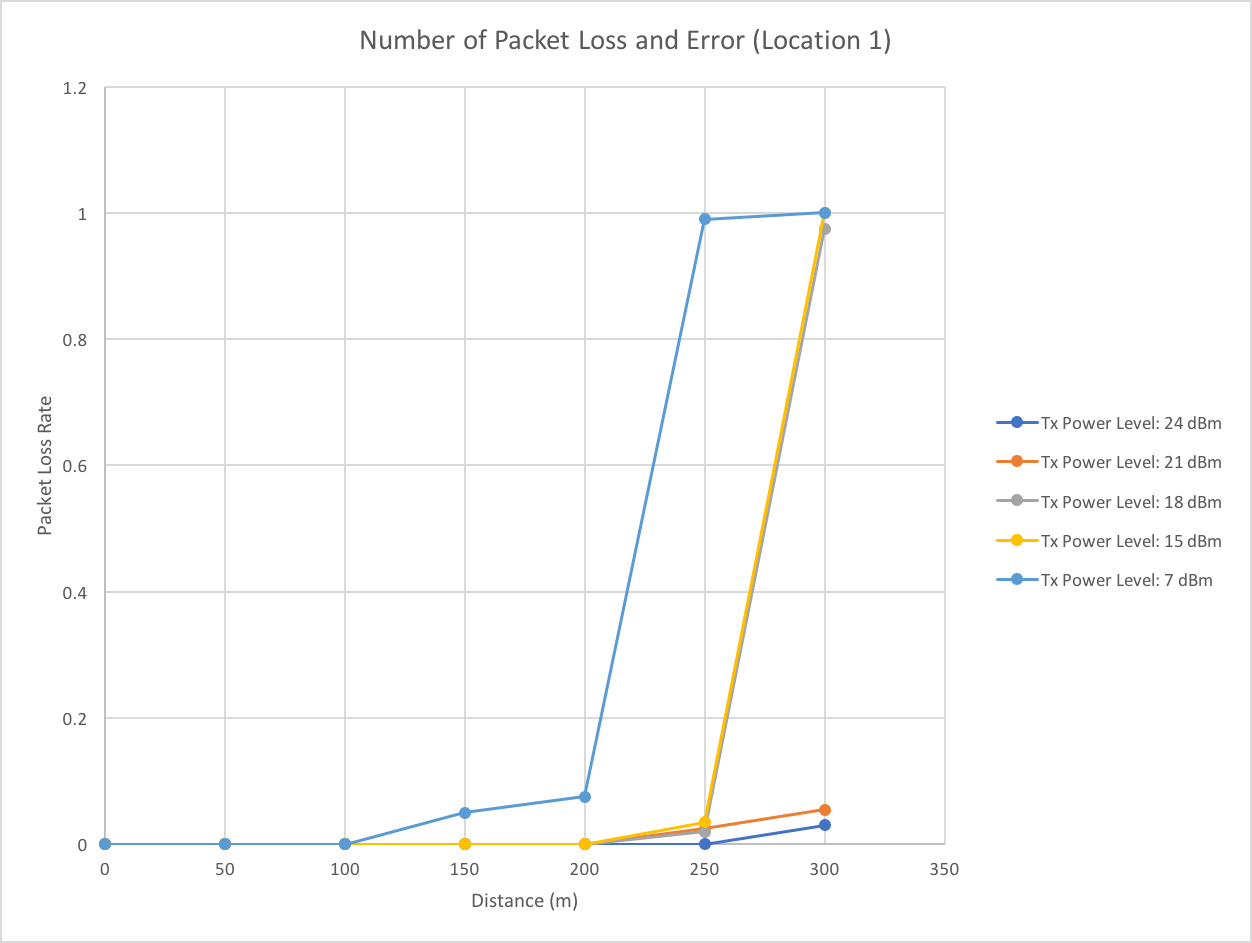 Number of Packet Loss and Error (Location 1)
1.2
1
0.8
0.6
0.4
0.2
0
Packet Loss Rate
0 50 100 150 200 250 300 350
Distance (m)
Tx Power Level: 24 dBm
Tx Power Level: 21 dBm
Tx Power Level: 18 dBm
Tx Power Level: 15 dBm
Tx Power Level: 7 dBm